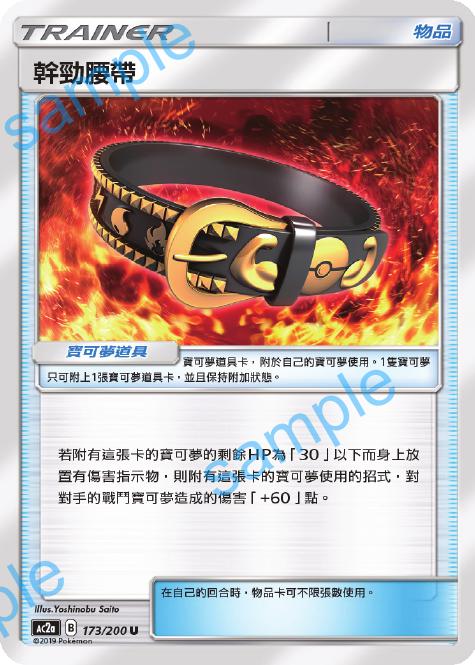 TRAINER
物品
幹勁腰帶
sample
寶可夢道具
寶可夢道具卡，附於自己的寶可夢使用。1隻寶可夢
只可附上1張寶可夢道具卡，並且保持附加狀態。
若附有這張卡的寶可夢的剩餘HP為「30」以下而身上放
置有傷害指示物，則附有這張卡的寶可夢使用的招式，對
對手的戰鬥寶可夢造成的傷害「+60」點。
sample
在自己的回合時，物品卡可不限張數使用。
ple
Illus.Yoshinobu Saito
AC2a B 173/200 U
©2019 Pokémon